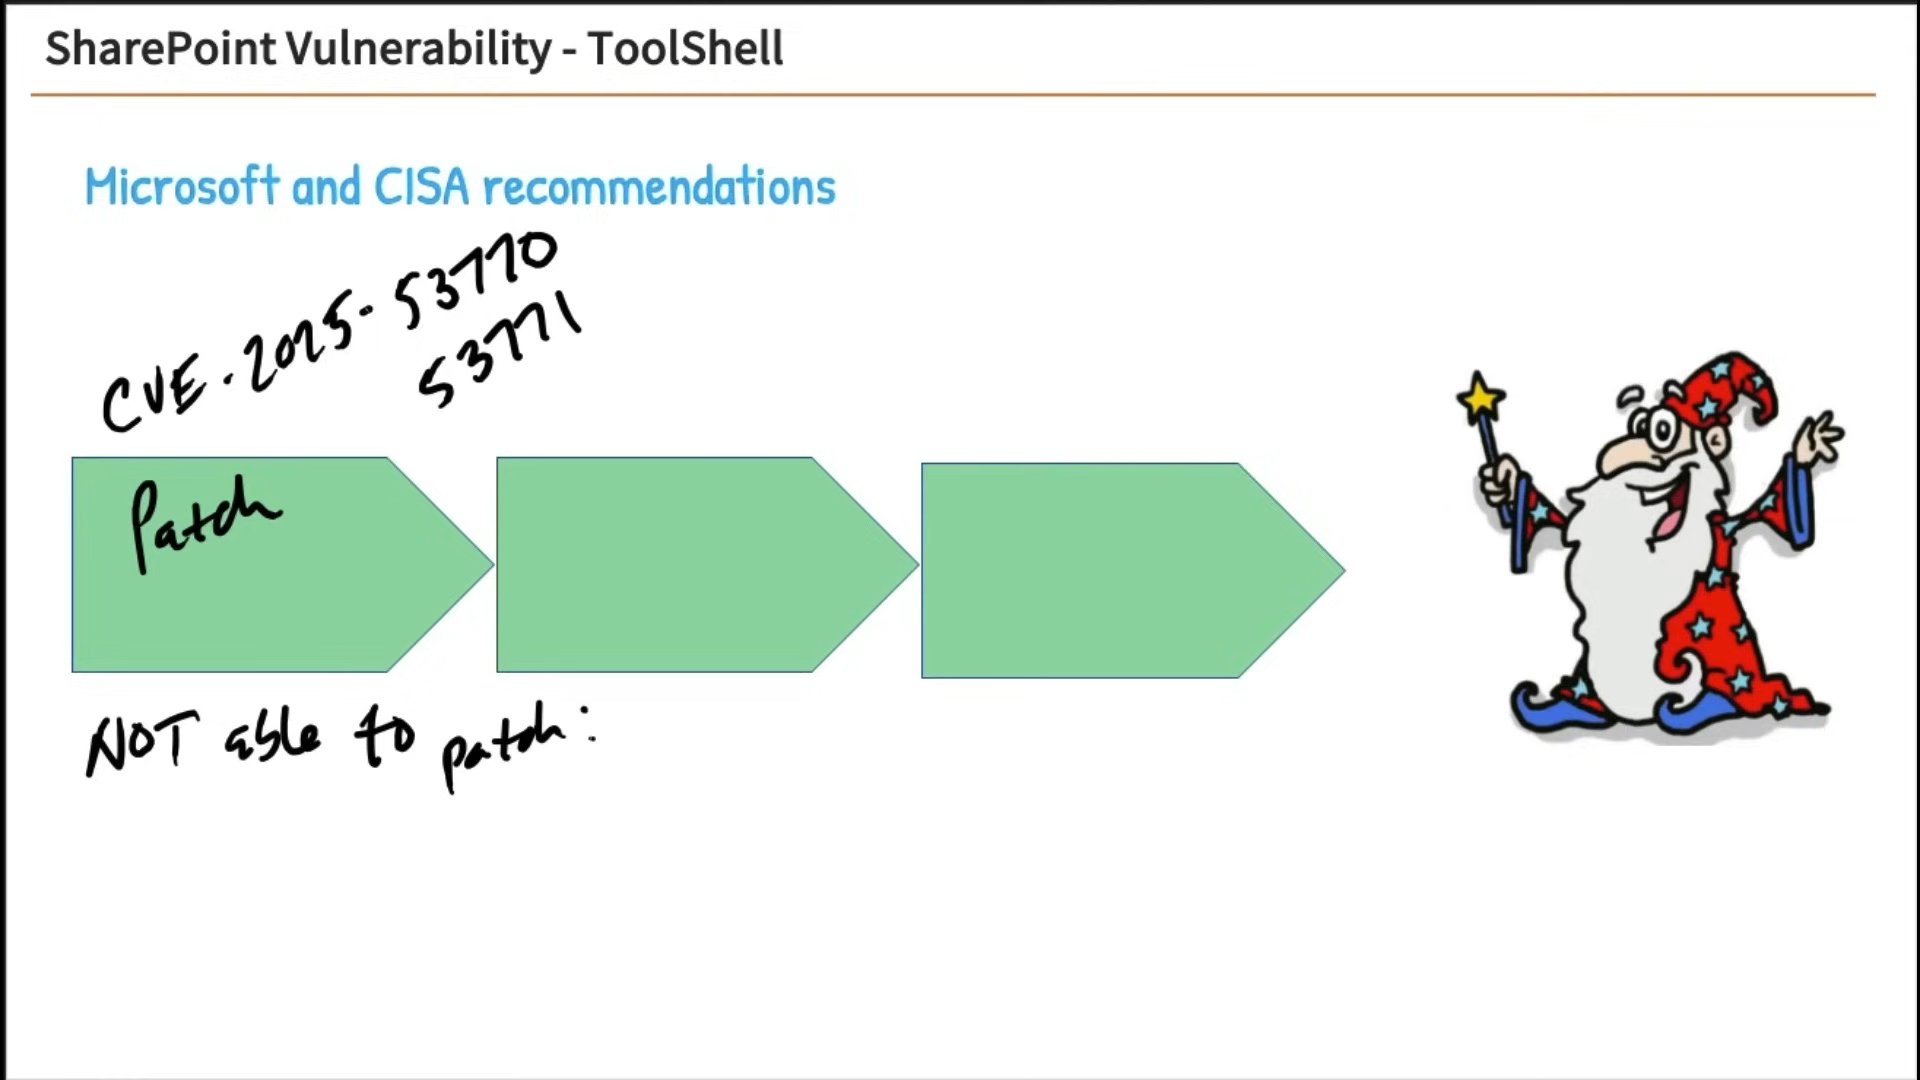 SharePoint Vulnerability - ToolShell
Microsoft and CISA recommendations
CVE-2025-53770
53771
Patch
NOT able to patch: